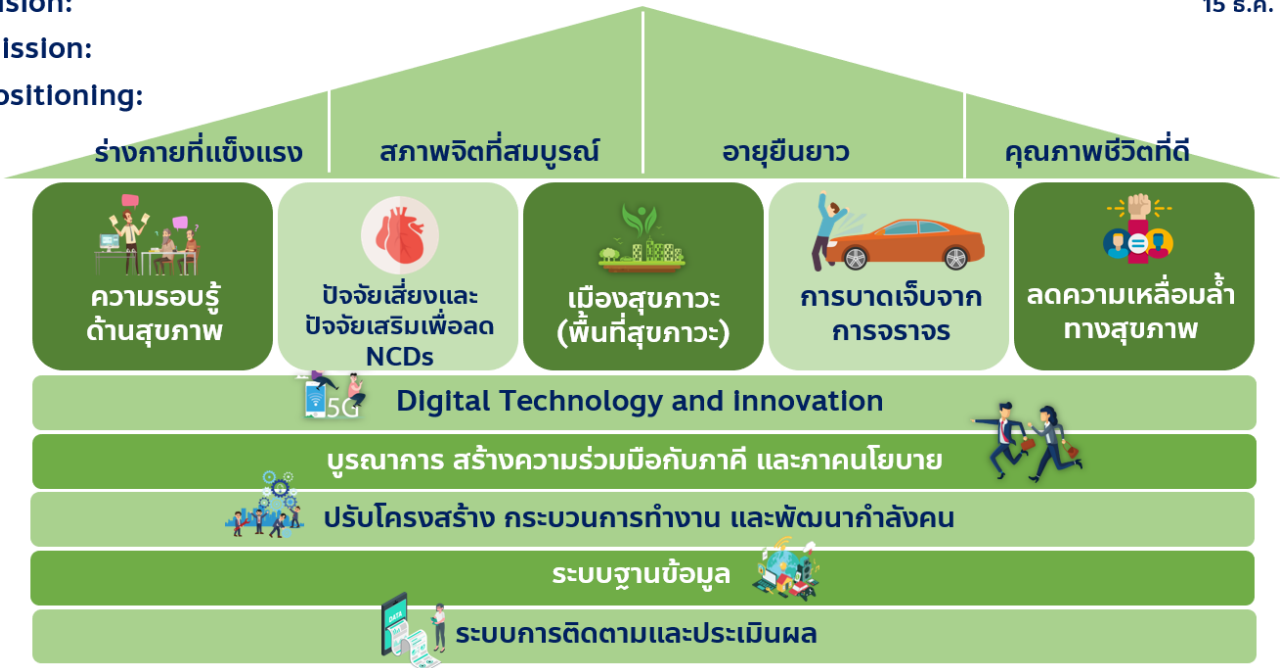 ision:
15 ธ.ค.
ission:
ositioning:
ร่างกายที่แข็งแรง
สภาพจิตที่สมบูรณ์
อายุยืนยาว
คุณภาพชีวิตที่ดี
ความรอบรู้
ด้านสุขภาพ
ปัจจัยเสี่ยงและ
ปัจจัยเสริมเพื่อลด
NCDs
เมืองสุขภาวะ
(พื้นที่สุขภาวะ)
การบาดเจ็บจาก
การจราจร
ลดความเหลื่อมล้ำ
ทางสุขภาพ
5G
Digital Technology and innovation
บูรณาการ สร้างความร่วมมือกับภาคี และภาคนโยบาย
ปรับโครงสร้าง กระบวนการทำงาน และพัฒนากำลังคน
ระบบฐานข้อมูล
DATA
ระบบการติดตามและประเมินผล